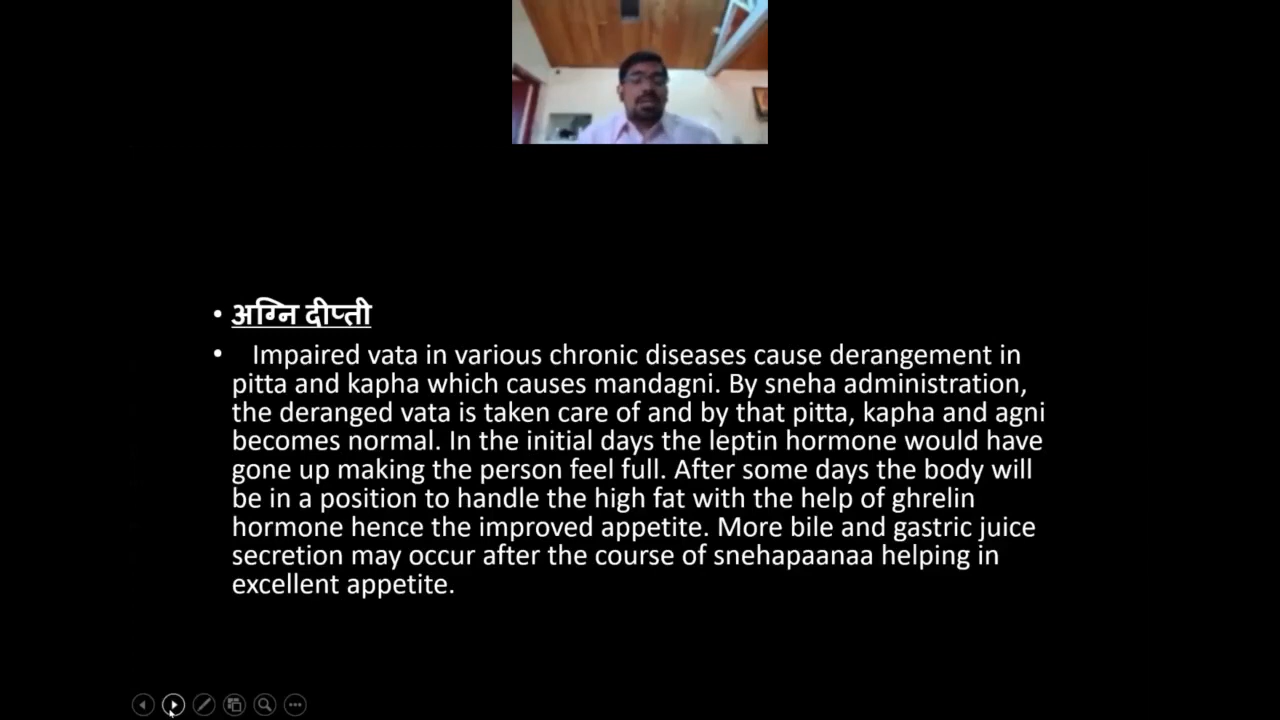 • अग्नि दीप्ती
• Impaired vata in various chronic diseases cause derangement in
pitta and kapha which causes mandagni. By sneha administration,
the deranged vata is taken care of and by that pitta, kapha and agni
becomes normal. In the initial days the leptin hormone would have
gone up making the person feel full. After some days the body will
be in a position to handle the high fat with the help of ghrelin
hormone hence the improved appetite. More bile and gastric juice
secretion may occur after the course of snehapaanaa helping in
excellent appetite.